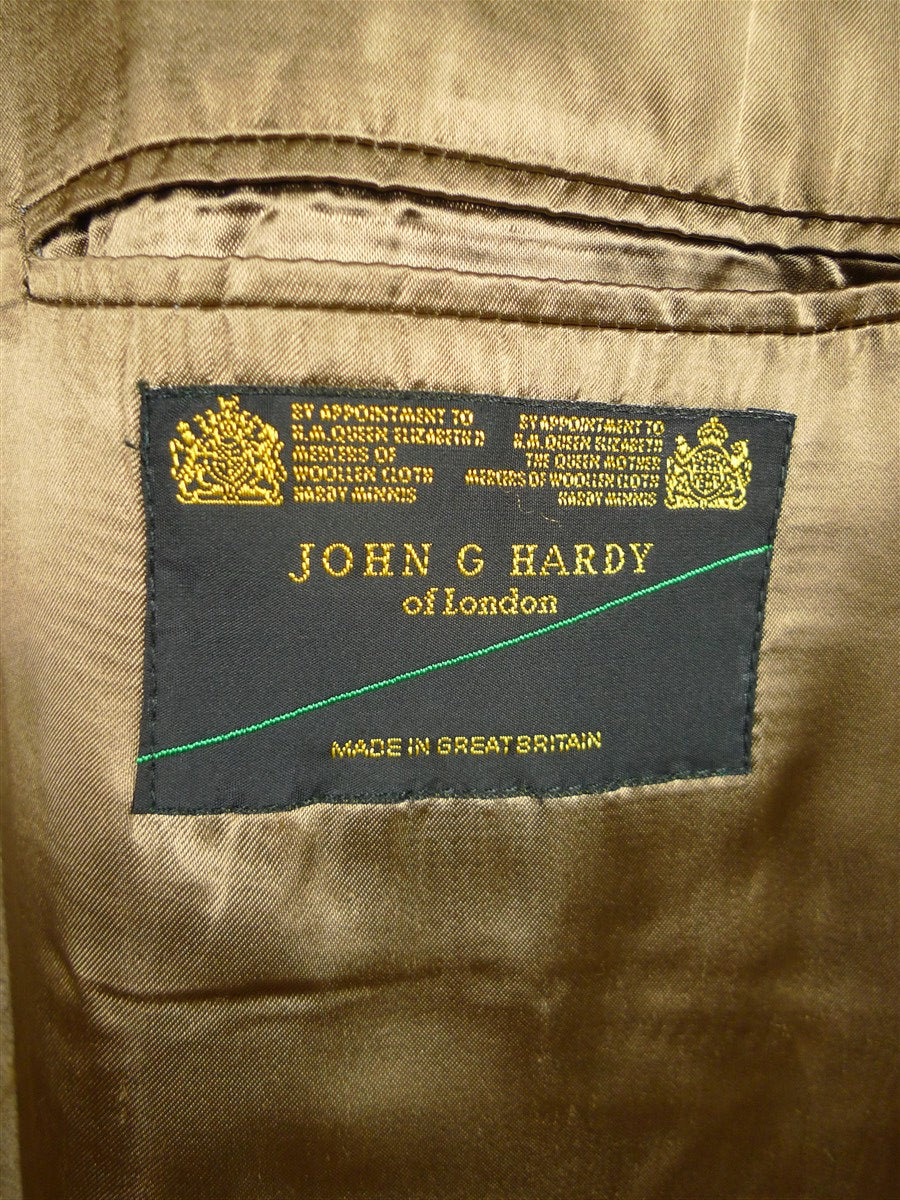 BY APPOINTMENT TO
H.M. QUEEN ELIZABETH II
MERCERS OF
WOOLLEN CLOTH
HARDY MINNIS
BY APPOINTMENT TO
H.M. QUEEN ELIZABETH
THE QUEEN MOTHER
MERCERS OF WOOLLEN CLOTH
HARDY MINNIS
JOHN G HARDY
of London
MADE IN GREAT BRITAIN